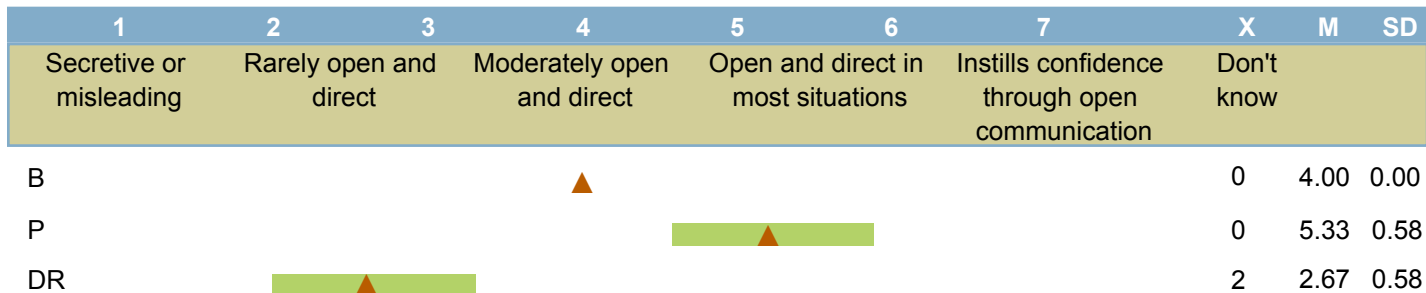 1 2 3 4 5 6 7 X M SD
Secretive or Rarely open and Moderately open Open and direct in Instills confidence Don't
misleading direct and direct most situations through open know
communication
B 0 4.00 0.00
P 0 5.33 0.58
DR 2 2.67 0.58